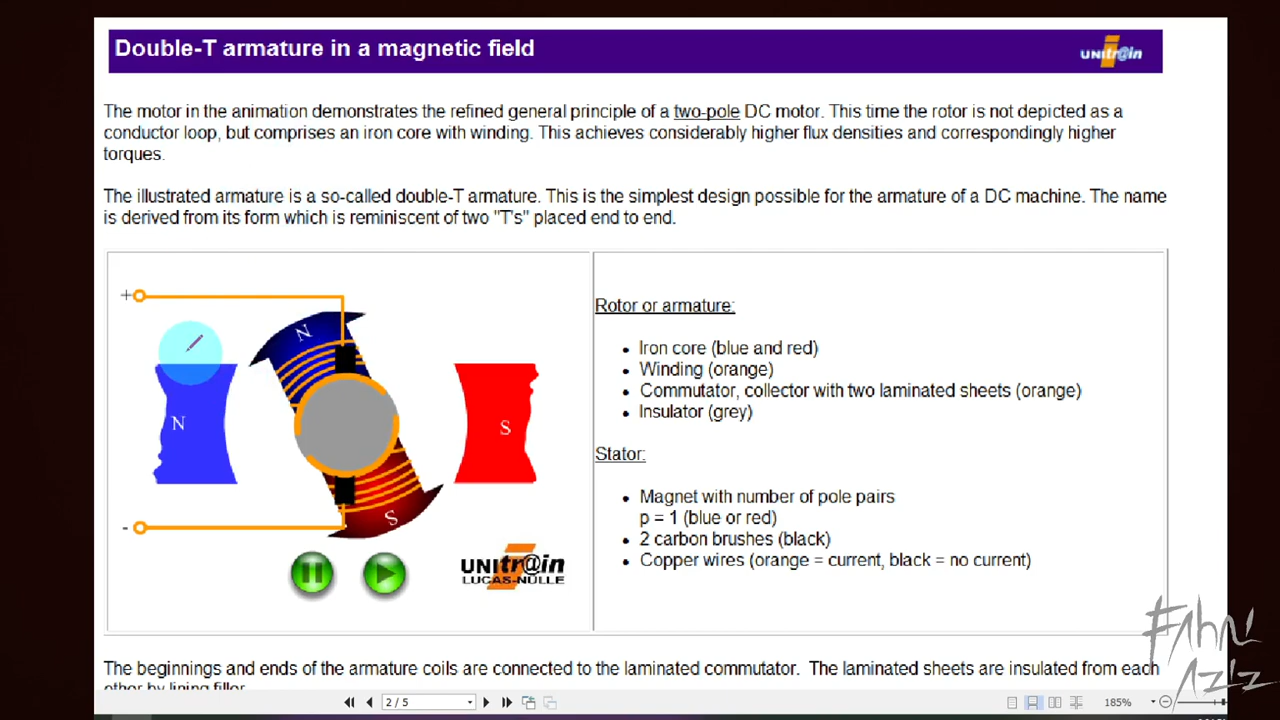 Double-T armature in a magnetic field
UNITr@in
The motor in the animation demonstrates the refined general principle of a two-pole DC motor. This time the rotor is not depicted as a
conductor loop, but comprises an iron core with winding. This achieves considerably higher flux densities and correspondingly higher
torques.
The illustrated armature is a so-called double-T armature. This is the simplest design possible for the armature of a DC machine. The name
is derived from its form which is reminiscent of two "T's" placed end to end.
+
N
N
S
S
-
UNITr@in
LUCAS-NÜLLE
Rotor or armature:
• Iron core (blue and red)
• Winding (orange)
• Commutator, collector with two laminated sheets (orange)
• Insulator (grey)
Stator:
• Magnet with number of pole pairs
p = 1 (blue or red)
• 2 carbon brushes (black)
• Copper wires (orange = current, black = no current)
The beginnings and ends of the armature coils are connected to the laminated commutator. The laminated sheets are insulated from each
other by lining filler.
Fahmi
Aziz
2 / 5
185%